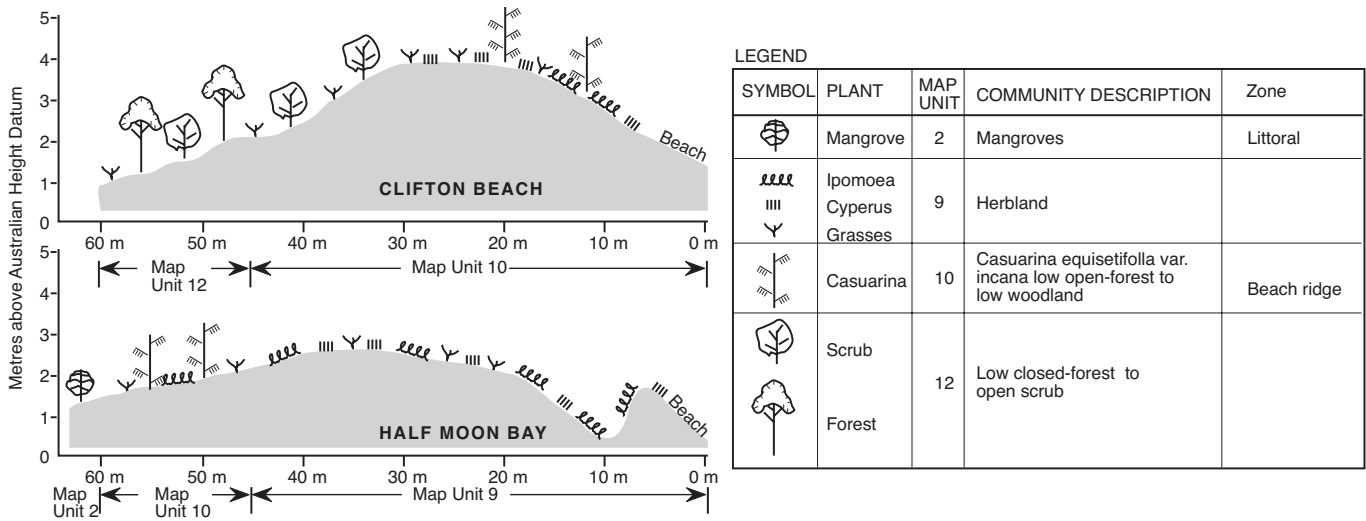 Metres above Australian Height Datum
5
4
3
2
1
0
Beach
CLIFTON BEACH
60 m 50 m 40 m 30 m 20 m 10 m 0 m
Map Unit 10
Map
Unit 12
5
4
3
2
1
0
Beach
HALF MOON BAY
60 m 50 m 40 m 30 m 20 m 10 m 0 m
Map
Unit 2
Map
Unit 10
Map Unit 9
LEGEND
SYMBOL PLANT MAP UNIT COMMUNITY DESCRIPTION Zone
Mangrove 2 Mangroves Littoral
Ipomoea
Cyperus 9 Herbland
Grasses
Casuarina 10 Casuarina equisetifolla var.
incana low open-forest to
low woodland
Beach ridge
Scrub
12 Low closed-forest to
open scrub
Forest